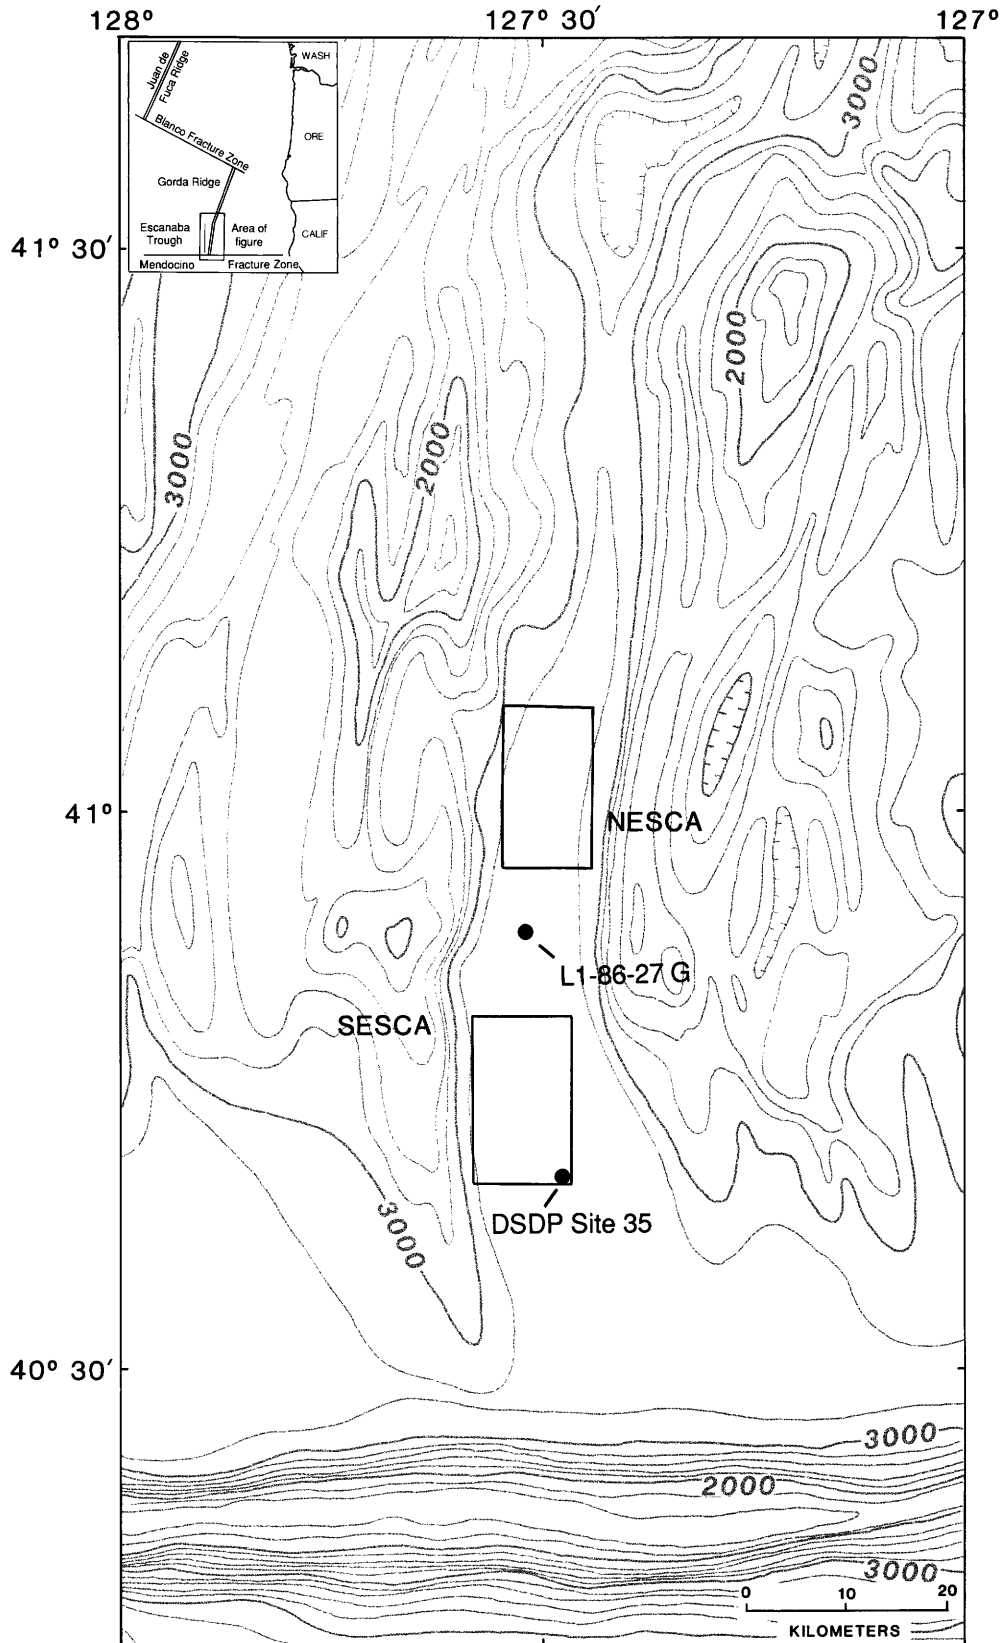 128°
127° 30′
127°
Juan de
Fuca Ridge
WASH
Blanco Fracture Zone
ORE
Gorda Ridge
Escanaba
Trough
Area of
figure
CALIF
Mendocino
Fracture Zone
3000
41° 30′
2000
2000
3000
41°
NESCA
L1-86-27 G
SESCA
DSDP Site 35
3000
40° 30′
3000
2000
3000
0 10 20
KILOMETERS